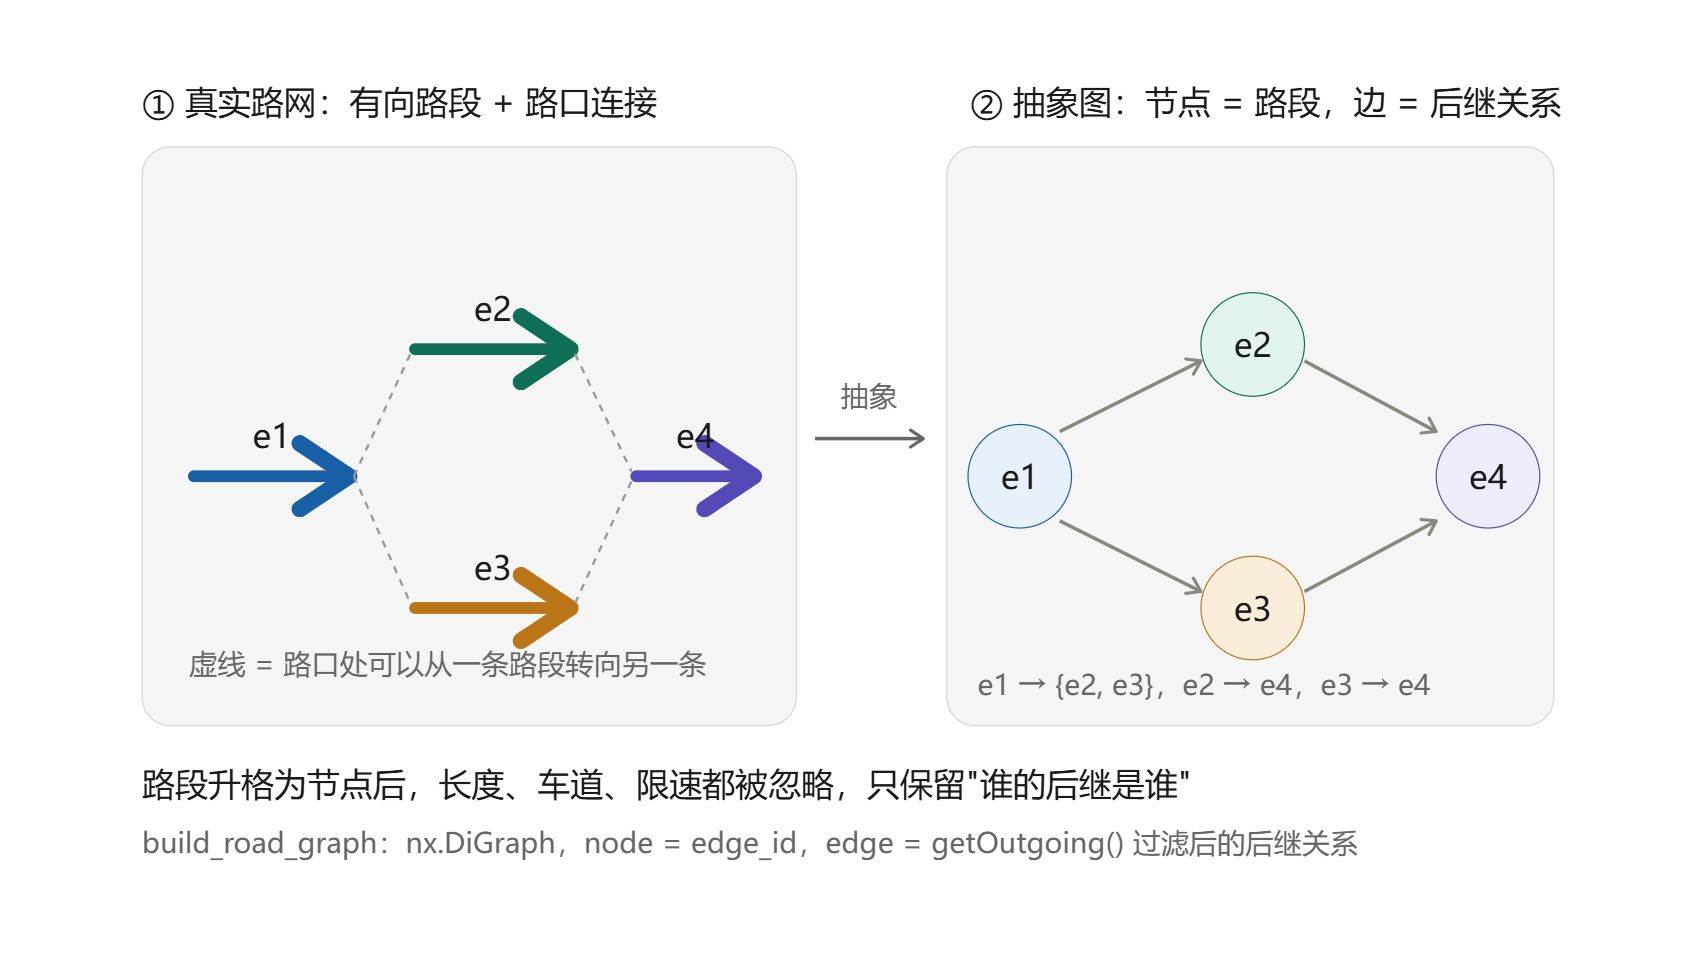 ① 真实路网：有向路段 + 路口连接
② 抽象图：节点 = 路段，边 = 后继关系
e2
e1
e4
e3
虚线 = 路口处可以从一条路段转向另一条
抽象
e2
e1
e4
e3
e1 → {e2, e3}，e2 → e4，e3 → e4
路段升格为节点后，长度、车道、限速都被忽略，只保留"谁的后继是谁"
build_road_graph：nx.DiGraph，node = edge_id，edge = getOutgoing() 过滤后的后继关系